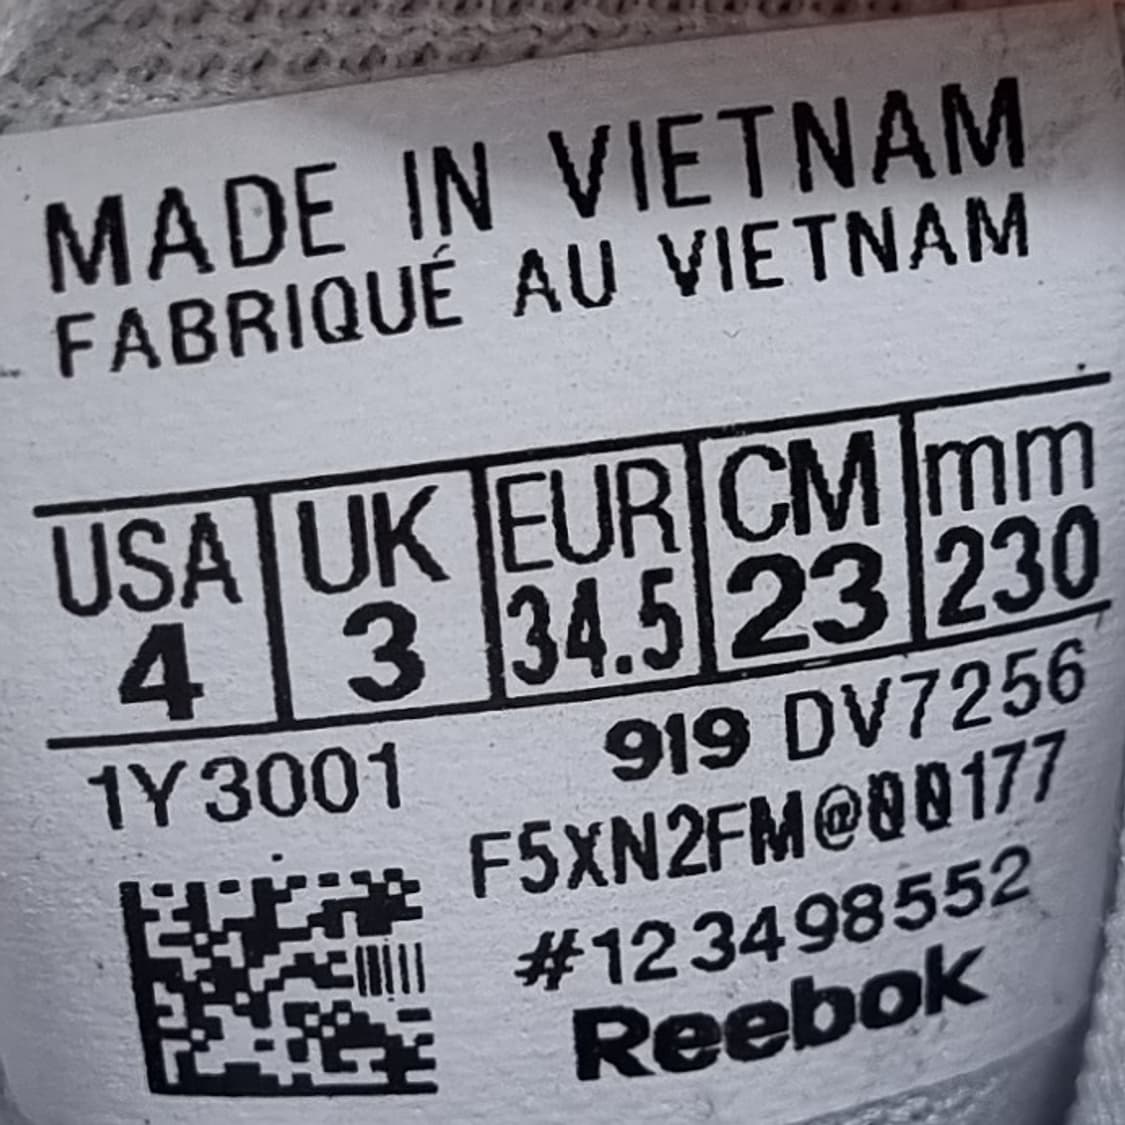 MADE IN VIETNAM
FABRIQUÉ AU VIETNAM
USA UK EUR CM mm
4 3 34.5 23 230
1Y3001 919 DV7256
F5XN2FM@00177
#123498552
Reebok